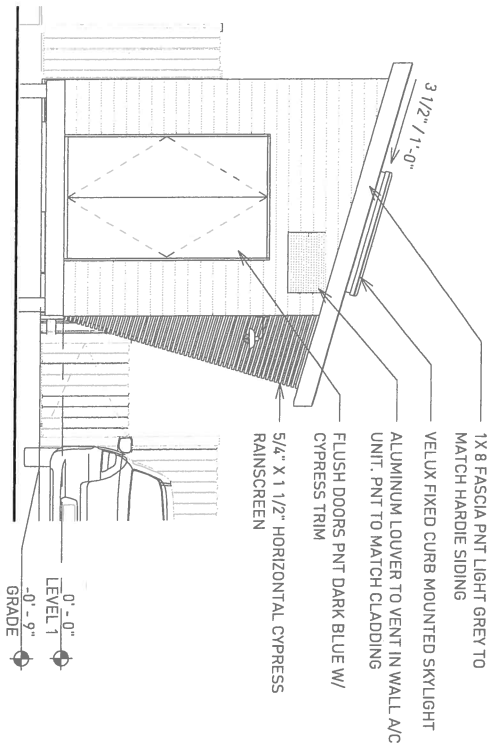 3 1/2" / 1'-0"
1X 8 FASCIA PNT LIGHT GREY TO
MATCH HARDIE SIDING
VELUX FIXED CURB MOUNTED SKYLIGHT
ALUMINUM LOUVER TO VENT IN WALL A/C
UNIT. PNT TO MATCH CLADDING
FLUSH DOORS PNT DARK BLUE W/
CYPRESS TRIM
5/4" X 1 1/2" HORIZONTAL CYPRESS
RAINSCREEN
0' - 0"
LEVEL 1
-0' - 9"
GRADE